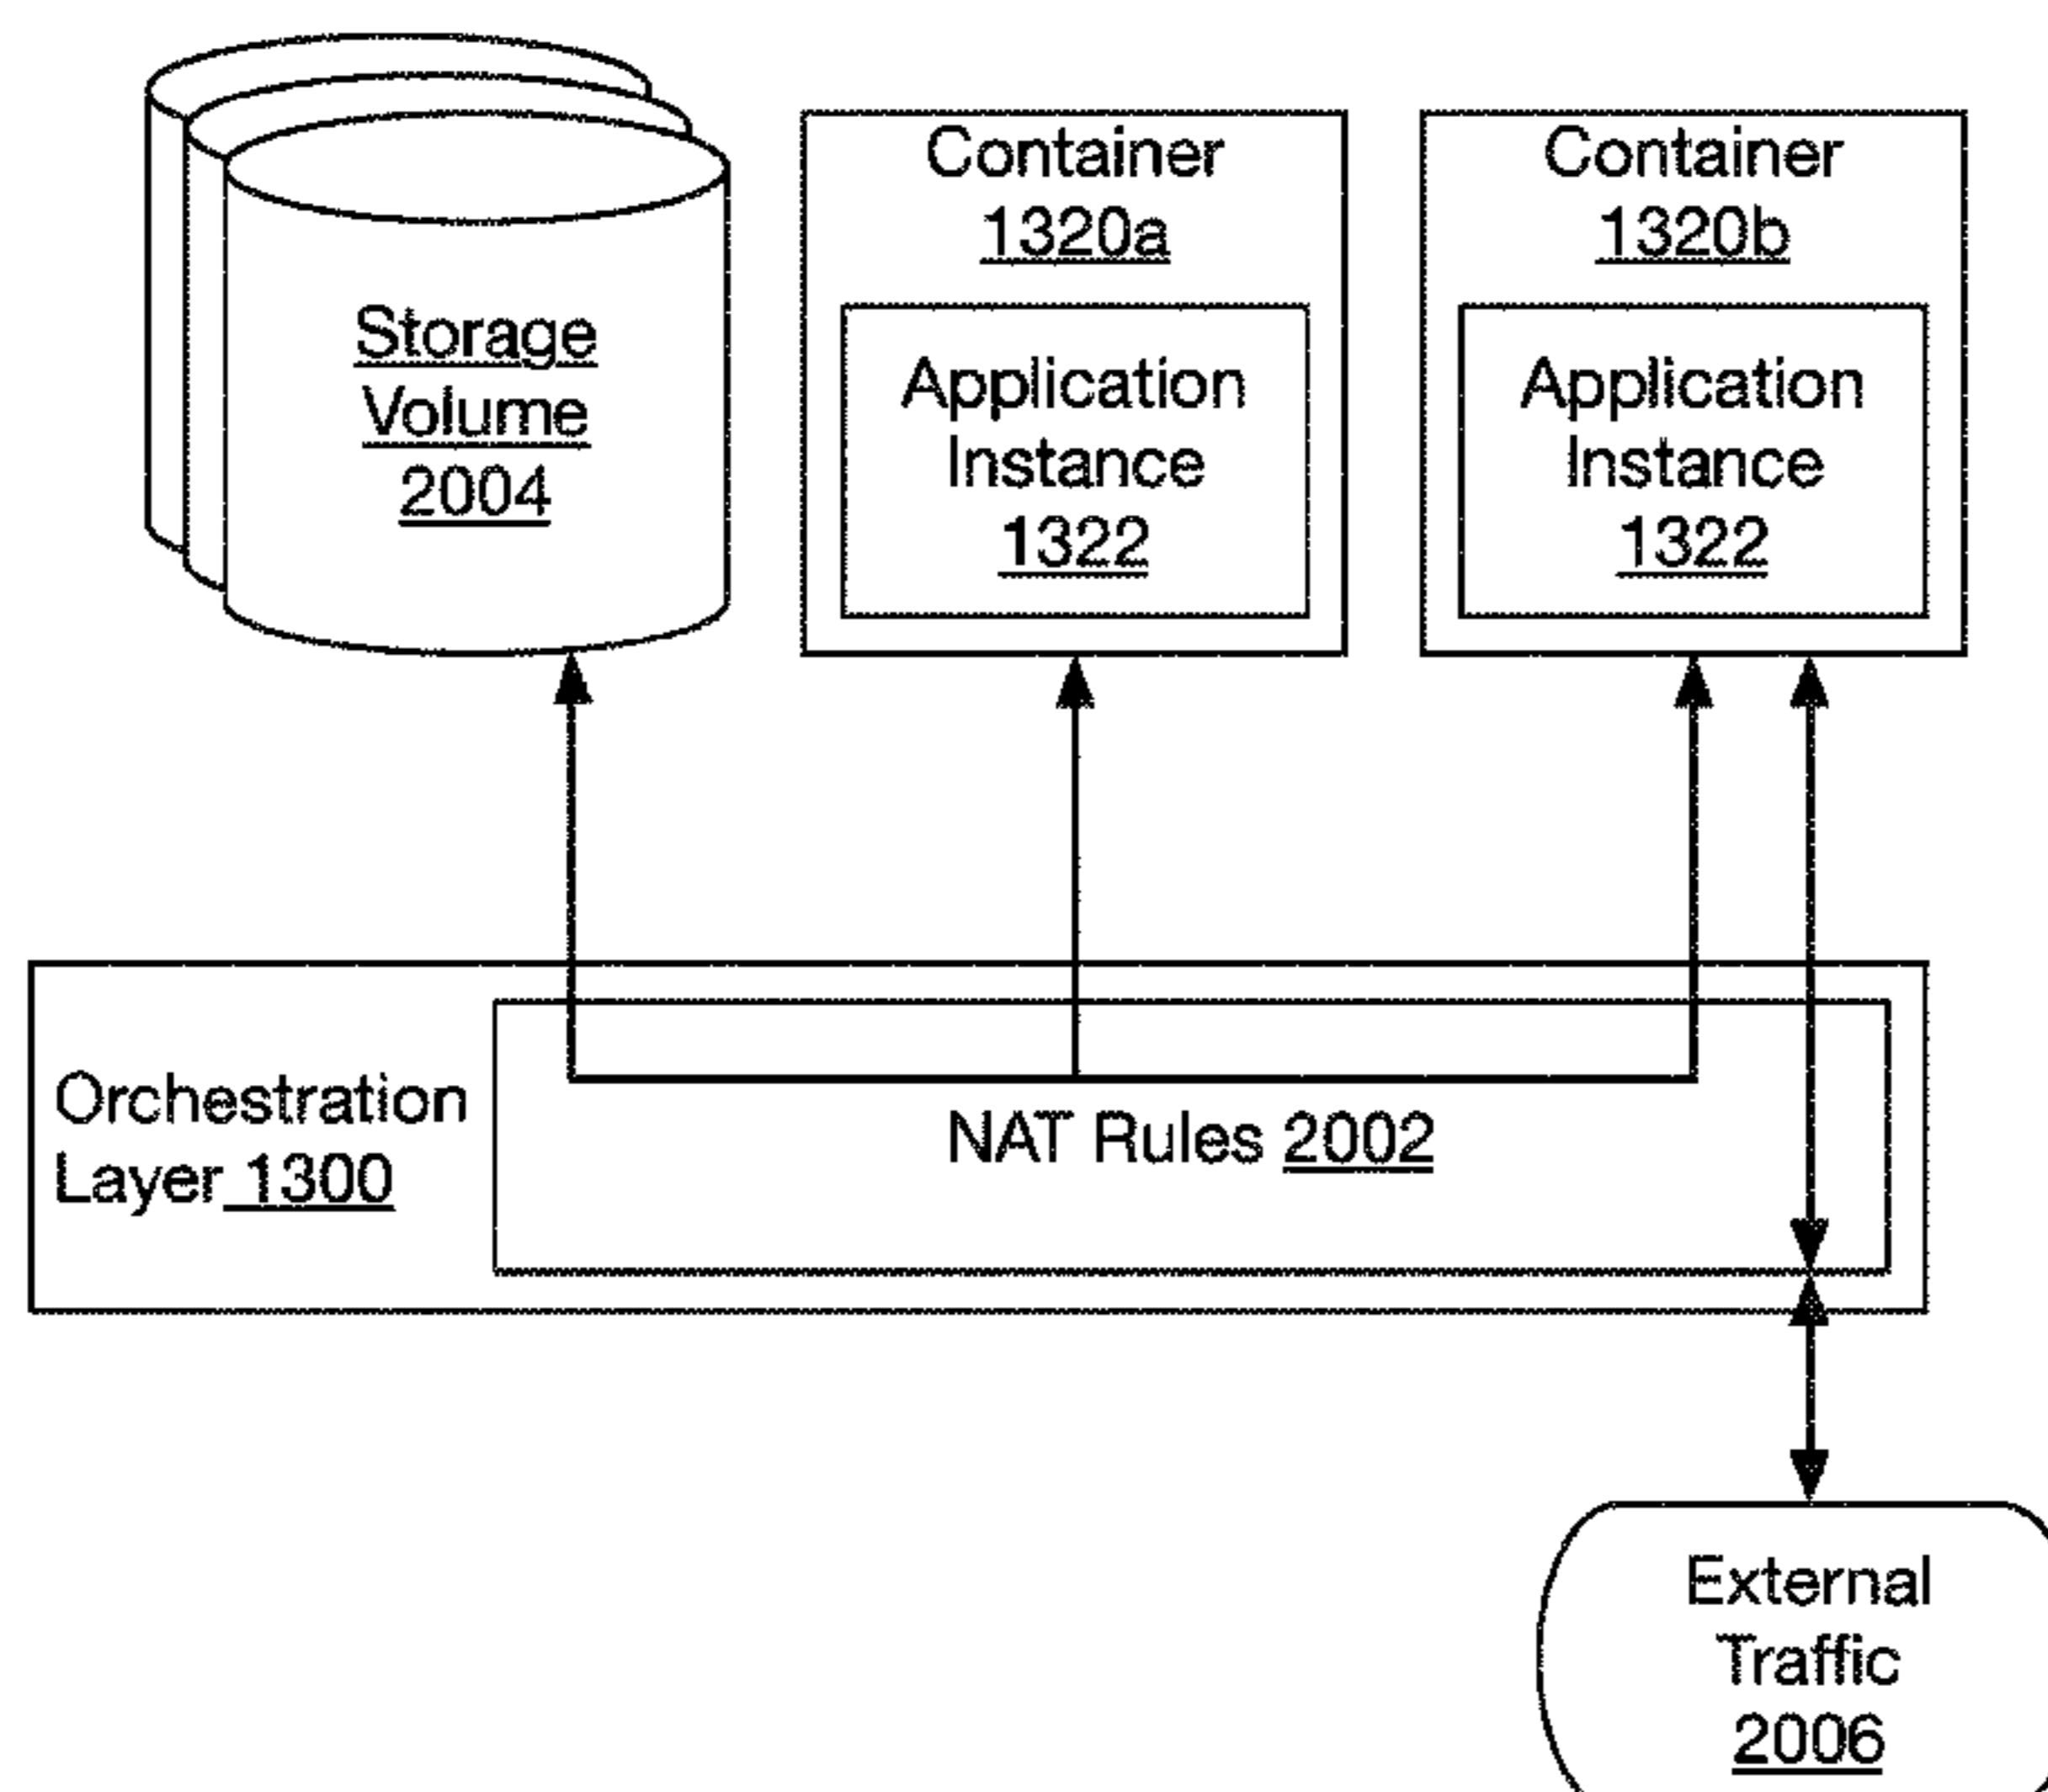 Storage
Volume
2004
Container
1320a
Application
Instance
1322
Container
1320b
Application
Instance
1322
Orchestration
Layer 1300
NAT Rules 2002
External
Traffic
2006